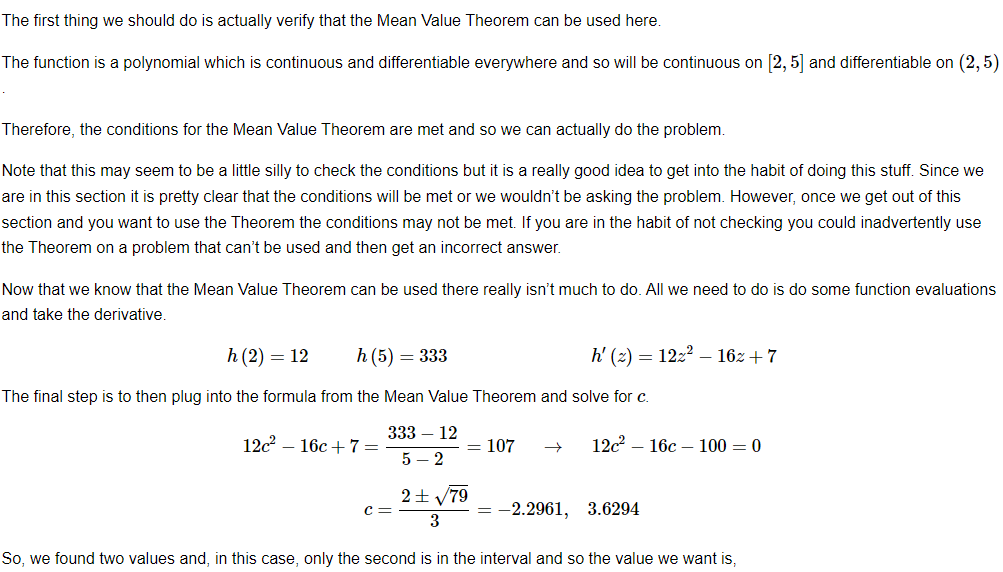 The first thing we should do is actually verify that the Mean Value Theorem can be used here.
The function is a polynomial which is continuous and differentiable everywhere and so will be continuous on [2, 5] and differentiable on (2, 5)
.
Therefore, the conditions for the Mean Value Theorem are met and so we can actually do the problem.
Note that this may seem to be a little silly to check the conditions but it is a really good idea to get into the habit of doing this stuff. Since we
are in this section it is pretty clear that the conditions will be met or we wouldn't be asking the problem. However, once we get out of this
section and you want to use the Theorem the conditions may not be met. If you are in the habit of not checking you could inadvertently use
the Theorem on a problem that can't be used and then get an incorrect answer.
Now that we know that the Mean Value Theorem can be used there really isn't much to do. All we need to do is do some function evaluations
and take the derivative.
h (2) = 12 h (5) = 333 h′ (z) = 12z² − 16z + 7
The final step is to then plug into the formula from the Mean Value Theorem and solve for c.
12c² − 16c + 7 = (333 − 12)/(5 − 2) = 107 → 12c² − 16c − 100 = 0
c = (2 ± √79)/3 = −2.2961, 3.6294
So, we found two values and, in this case, only the second is in the interval and so the value we want is,